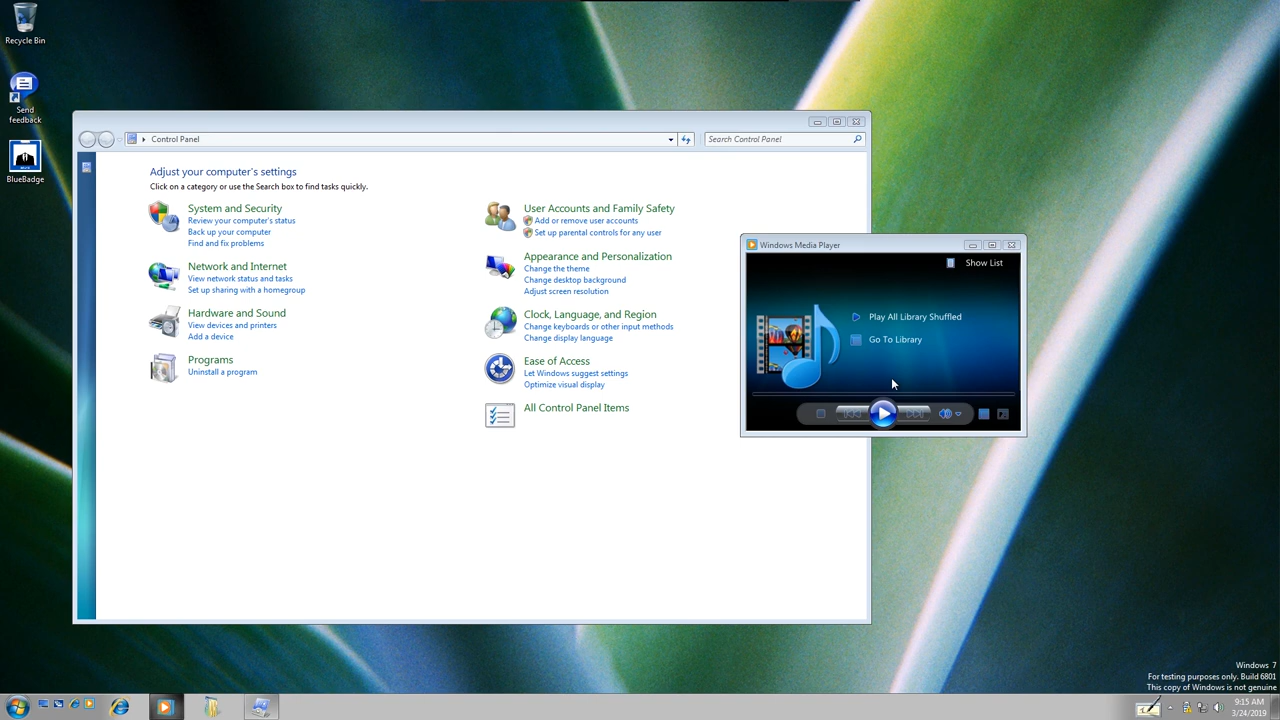 Recycle Bin
Send
feedback
BlueBadge
Control Panel
Search Control Panel
Adjust your computer's settings
Click on a category or use the Search box to find tasks quickly.
System and Security
Review your computer's status
Back up your computer
Find and fix problems
Network and Internet
View network status and tasks
Set up sharing with a homegroup
Hardware and Sound
View devices and printers
Add a device
Programs
Uninstall a program
User Accounts and Family Safety
Add or remove user accounts
Set up parental controls for any user
Appearance and Personalization
Change the theme
Change desktop background
Adjust screen resolution
Clock, Language, and Region
Change keyboards or other input methods
Change display language
Ease of Access
Let Windows suggest settings
Optimize visual display
All Control Panel Items
Windows Media Player
Show List
Play All Library Shuffled
Go To Library
Windows 7
For testing purposes only. Build 6801
This copy of Windows is not genuine
9:15 AM
3/24/2019